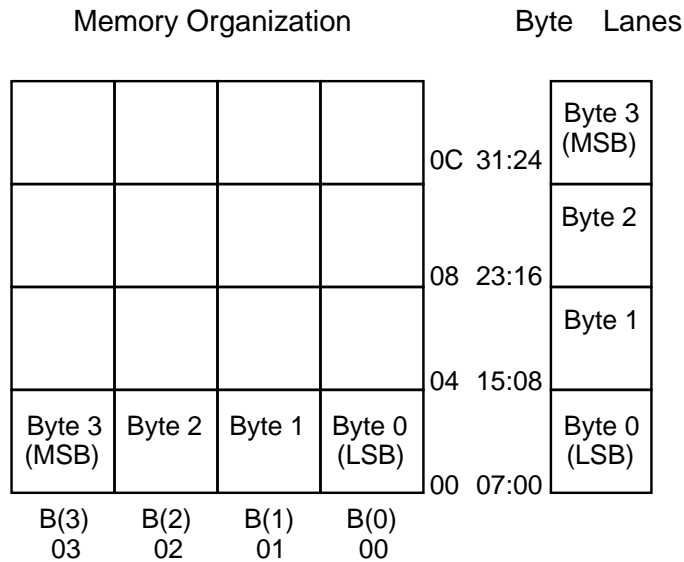 Memory Organization
Byte Lanes
0C 31:24
Byte 3
(MSB)
08 23:16
Byte 2
04 15:08
Byte 1
Byte 3
(MSB)
Byte 2
Byte 1
Byte 0
(LSB)
00 07:00
Byte 0
(LSB)
B(3) B(2) B(1) B(0)
03 02 01 00